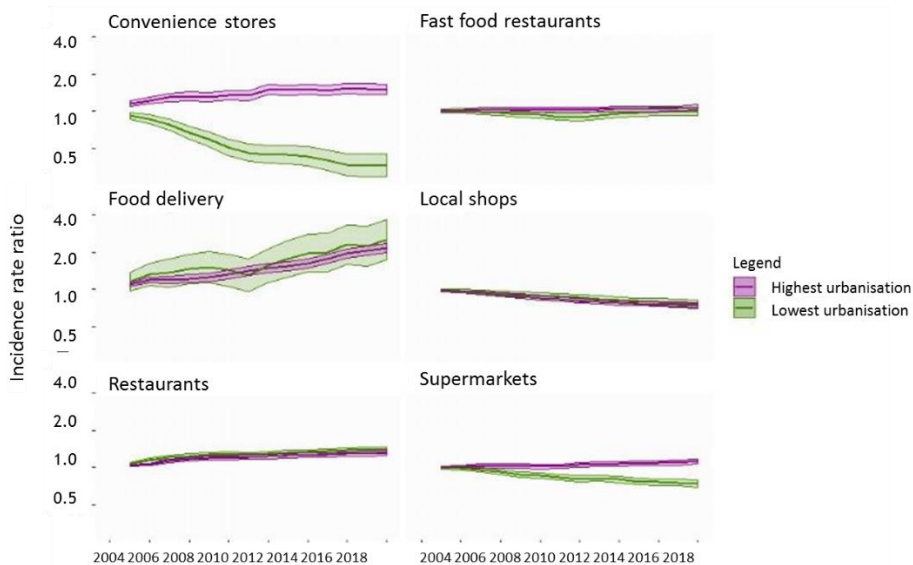 Convenience stores
Fast food restaurants
4.0
2.0
1.0
0.5
Food delivery
Local shops
4.0
2.0
1.0
0.5
Restaurants
Supermarkets
4.0
2.0
1.0
0.5
2004 2006 2008 2010 2012 2014 2016 2018
2004 2006 2008 2010 2012 2014 2016 2018
Incidence rate ratio
Legend
Highest urbanisation
Lowest urbanisation